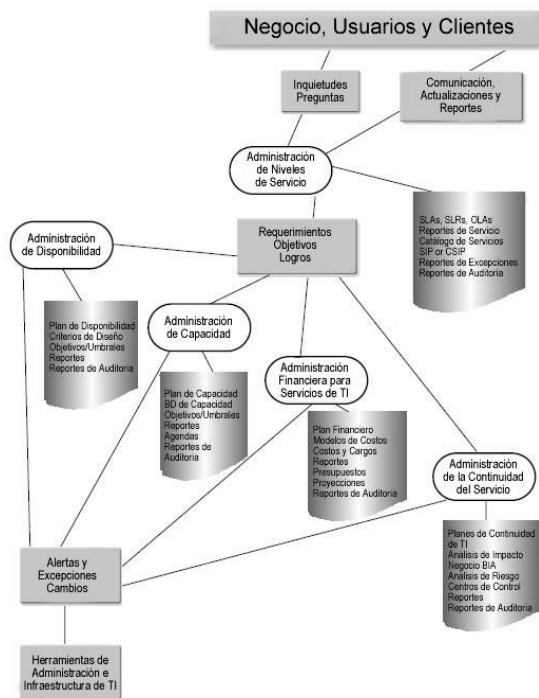 Negocio, Usuarios y Clientes
Inquietudes
Preguntas
Comunicación,
Actualizaciones y
Reportes
Administración
de Niveles
de Servicio
SLAs, SLRs, OLAs
Reportes de Servicio
Catálogo de Servicios
SIP or CSIP
Reportes de Excepciones
Reportes de Auditoria
Requerimientos
Objetivos
Logros
Administración
de Disponibilidad
Plan de Disponibilidad
Criterios de Diseño
Objetivos/Umbrales
Reportes
Reportes de Auditoria
Administración
de Capacidad
Plan de Capacidad
BD de Capacidad
Objetivos/Umbrales
Reportes
Agendas
Reportes de
Auditoria
Administración
Financiera para
Servicios de TI
Plan Financiero
Modelos de Costos
Costos y Cargos
Reportes
Presupuestos
Proyecciones
Reportes de Auditoria
Administración
de la Continuidad
del Servicio
Planes de Continuidad
de TI
Análisis de Impacto
Negocio BIA
Análisis de Riesgo
Centros de Control
Reportes
Reportes de Auditoria
Alertas y
Excepciones
Cambios
Herramientas de
Administración e
Infraestructura de TI